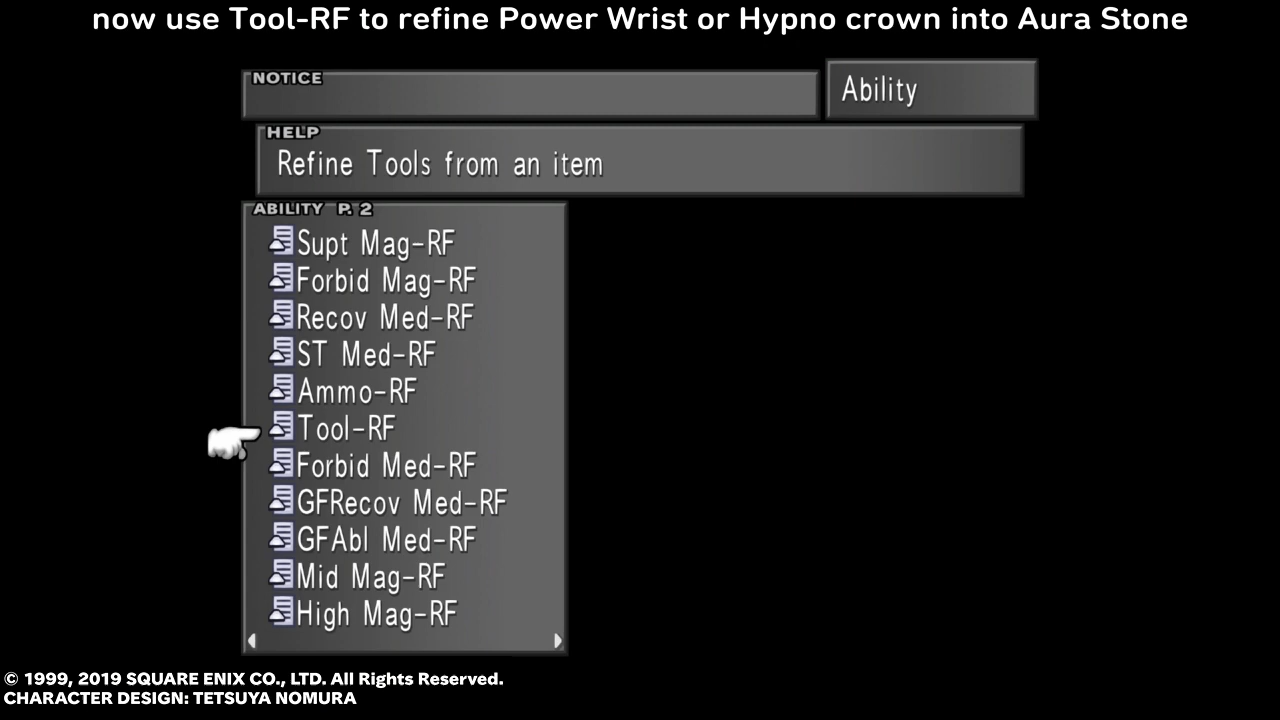 now use Tool-RF to refine Power Wrist or Hypno crown into Aura Stone
NOTICE
Ability
HELP
Refine Tools from an item
ABILITY P. 2
Supt Mag-RF
Forbid Mag-RF
Recov Med-RF
ST Med-RF
Ammo-RF
Tool-RF
Forbid Med-RF
GFRecov Med-RF
GFAbl Med-RF
Mid Mag-RF
High Mag-RF
© 1999, 2019 SQUARE ENIX CO., LTD. All Rights Reserved.
CHARACTER DESIGN: TETSUYA NOMURA